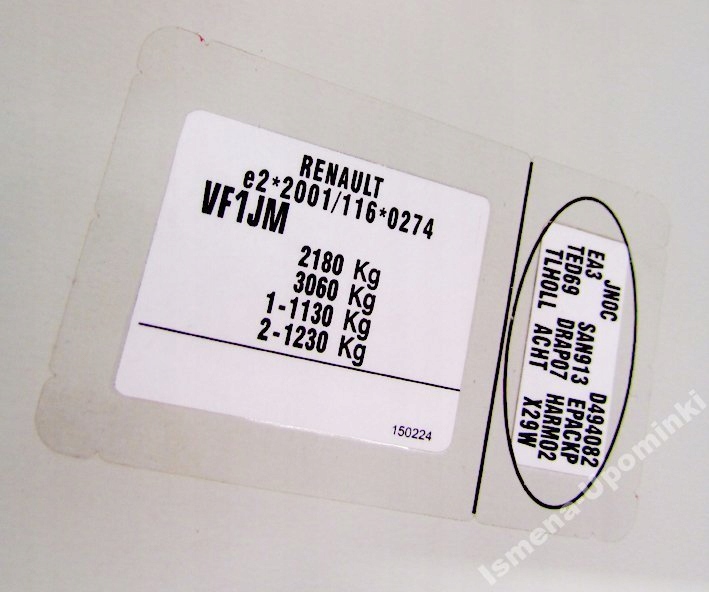 RENAULT
e2*2001/116*0274
VF1JM
2180 Kg
3060 Kg
1-1130 Kg
2-1230 Kg
150224
JN0C SAN913 D494082
EA3 DRAP07 EPACKP
TED69 ACHT HARM02
TLHOLL X29W
Ismena-Upominki